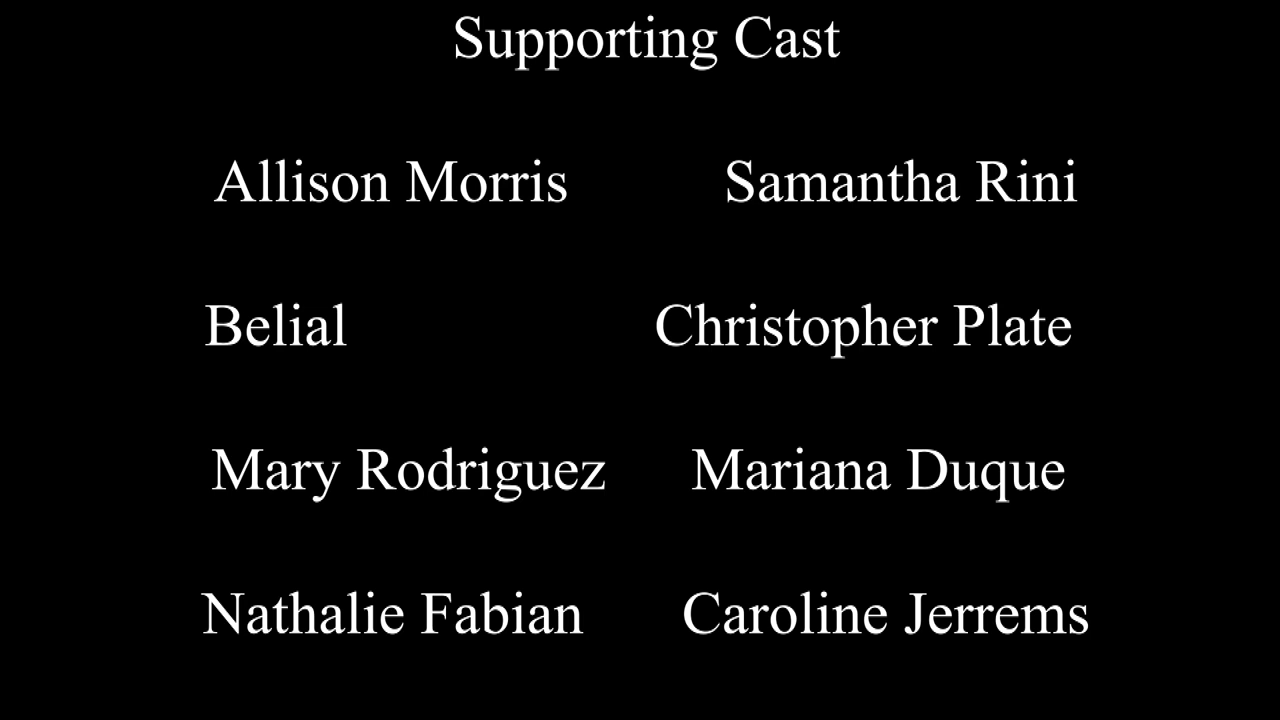 Supporting Cast
Allison Morris Samantha Rini
Belial Christopher Plate
Mary Rodriguez Mariana Duque
Nathalie Fabian Caroline Jerrems